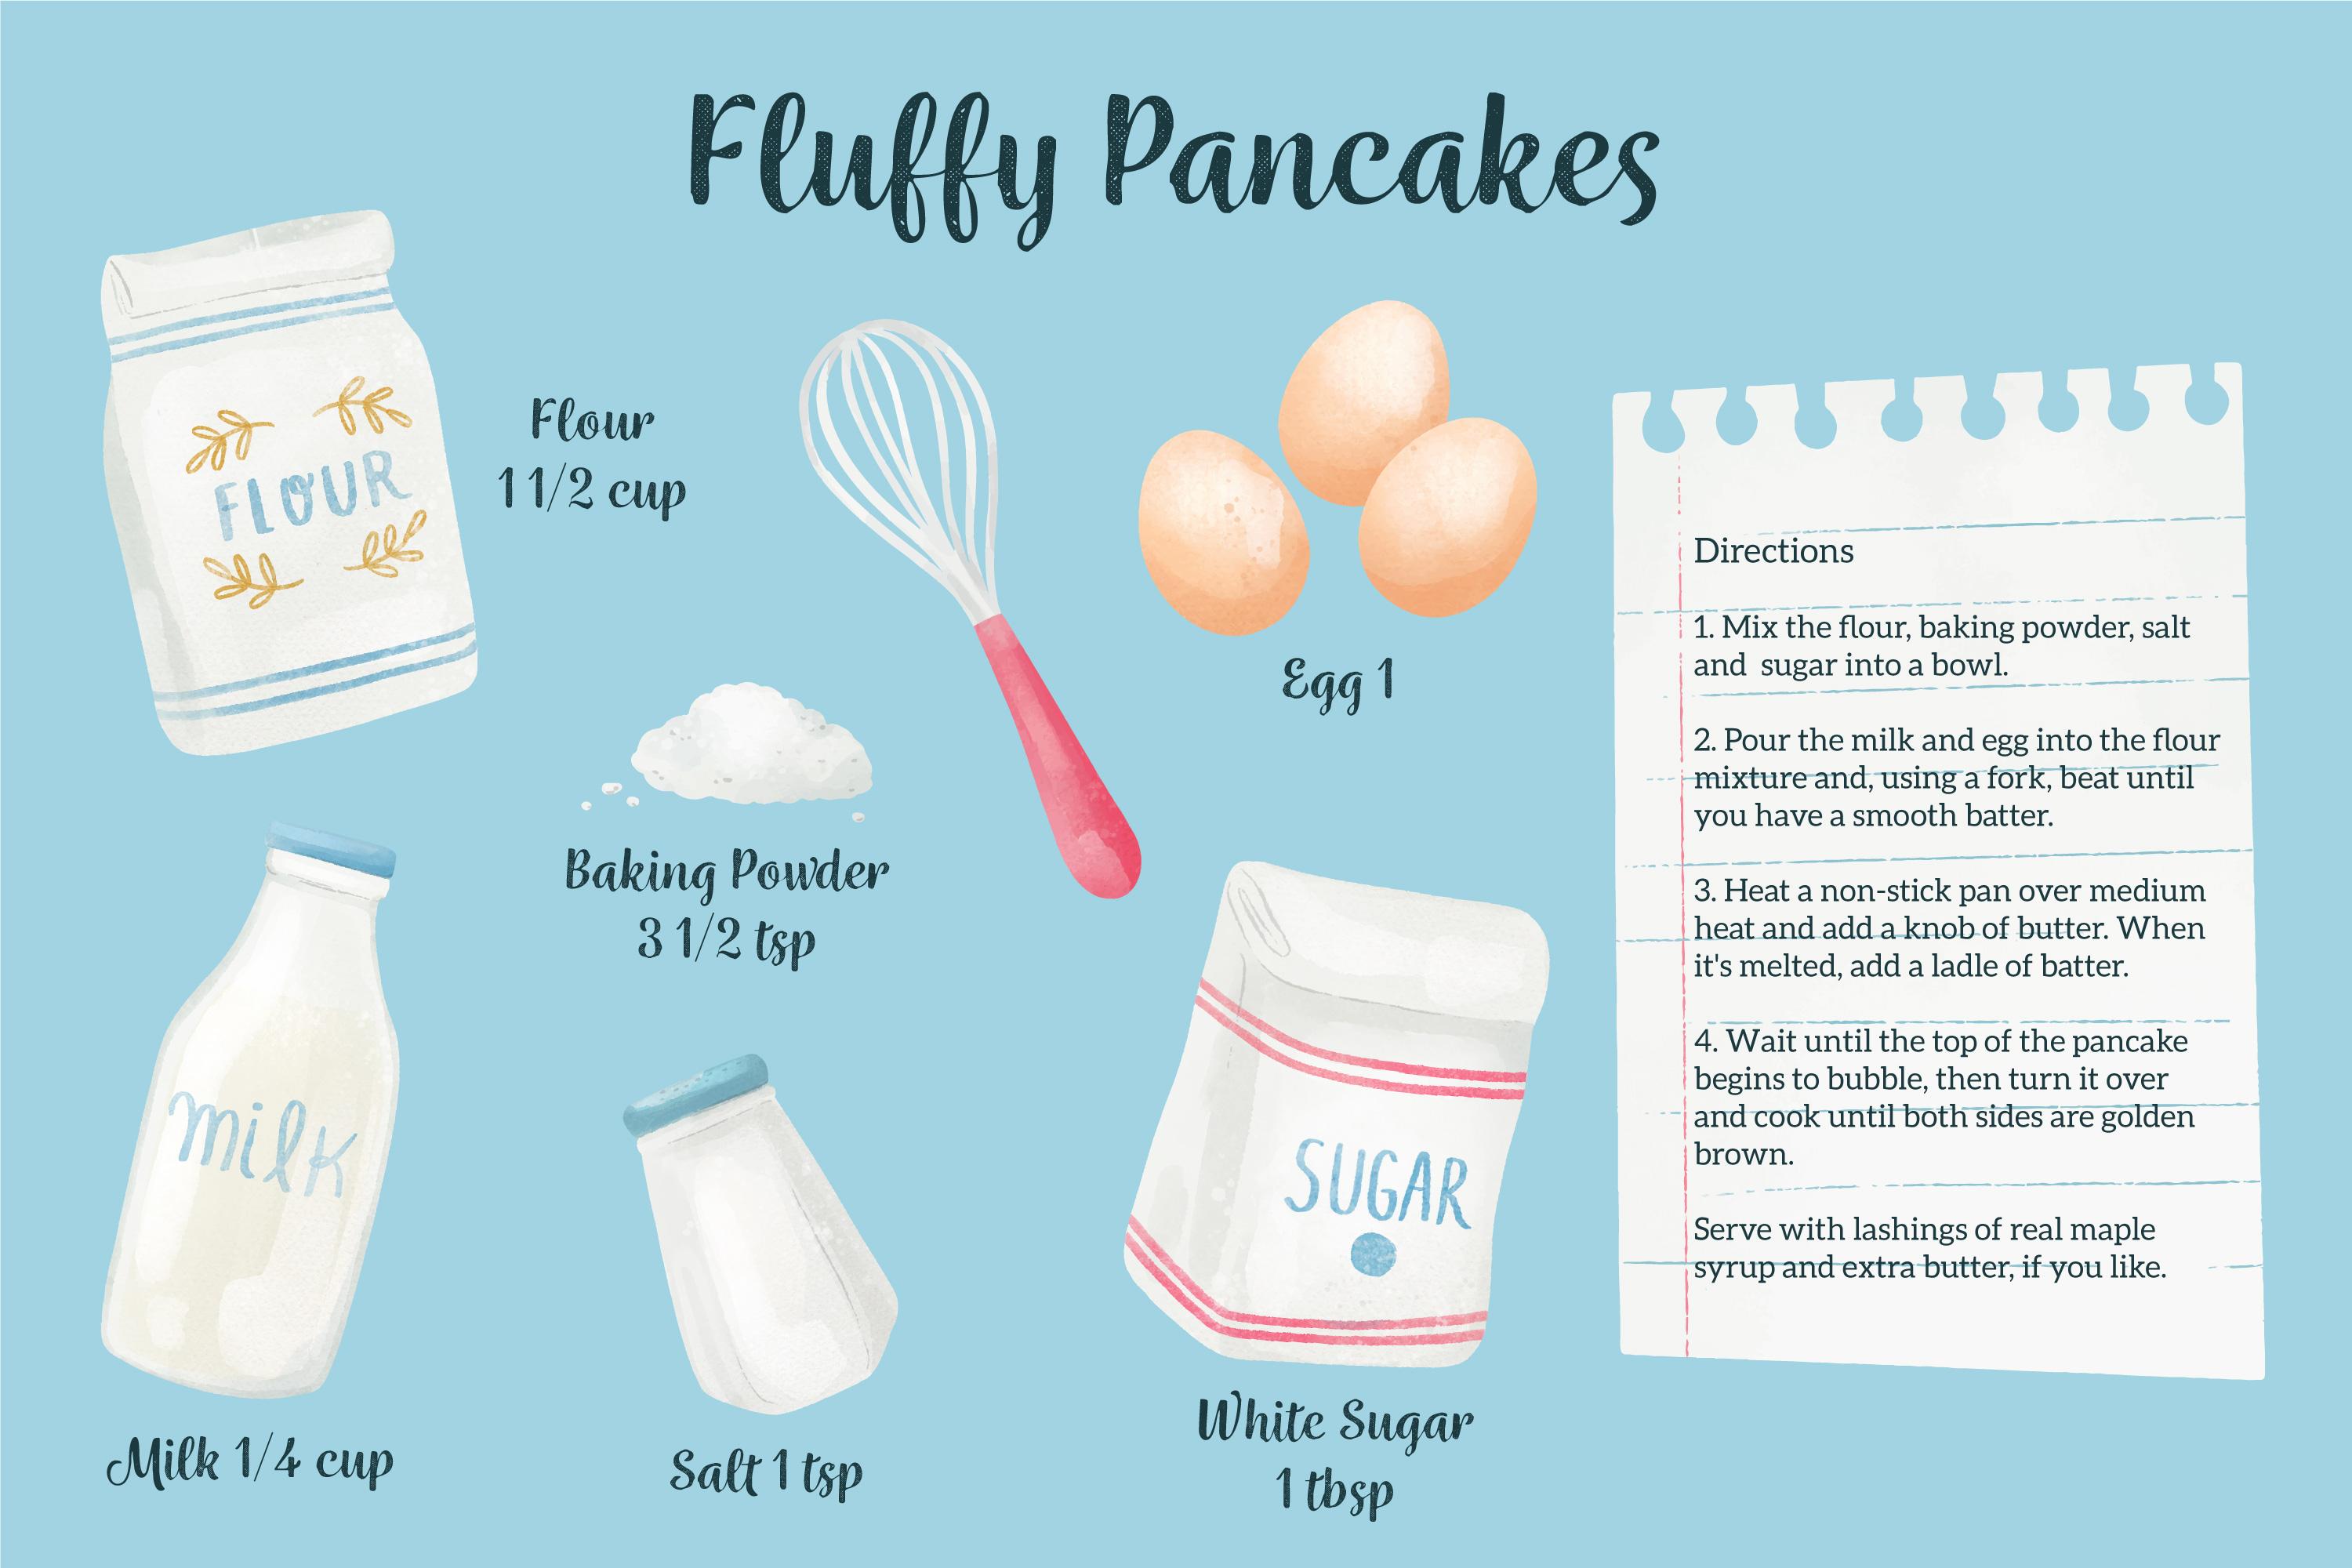 Fluffy Pancakes
FLOUR
Flour
1 1/2 cup
Egg 1
Baking Powder
3 1/2 tsp
milk
Milk 1/4 cup
Salt 1 tsp
SUGAR
White Sugar
1 tbsp
Directions
1. Mix the flour, baking powder, salt
and  sugar into a bowl.
2. Pour the milk and egg into the flour
mixture and, using a fork, beat until
you have a smooth batter.
3. Heat a non-stick pan over medium
heat and add a knob of butter. When
it's melted, add a ladle of batter.
4. Wait until the top of the pancake
begins to bubble, then turn it over
and cook until both sides are golden
brown.
Serve with lashings of real maple
syrup and extra butter, if you like.